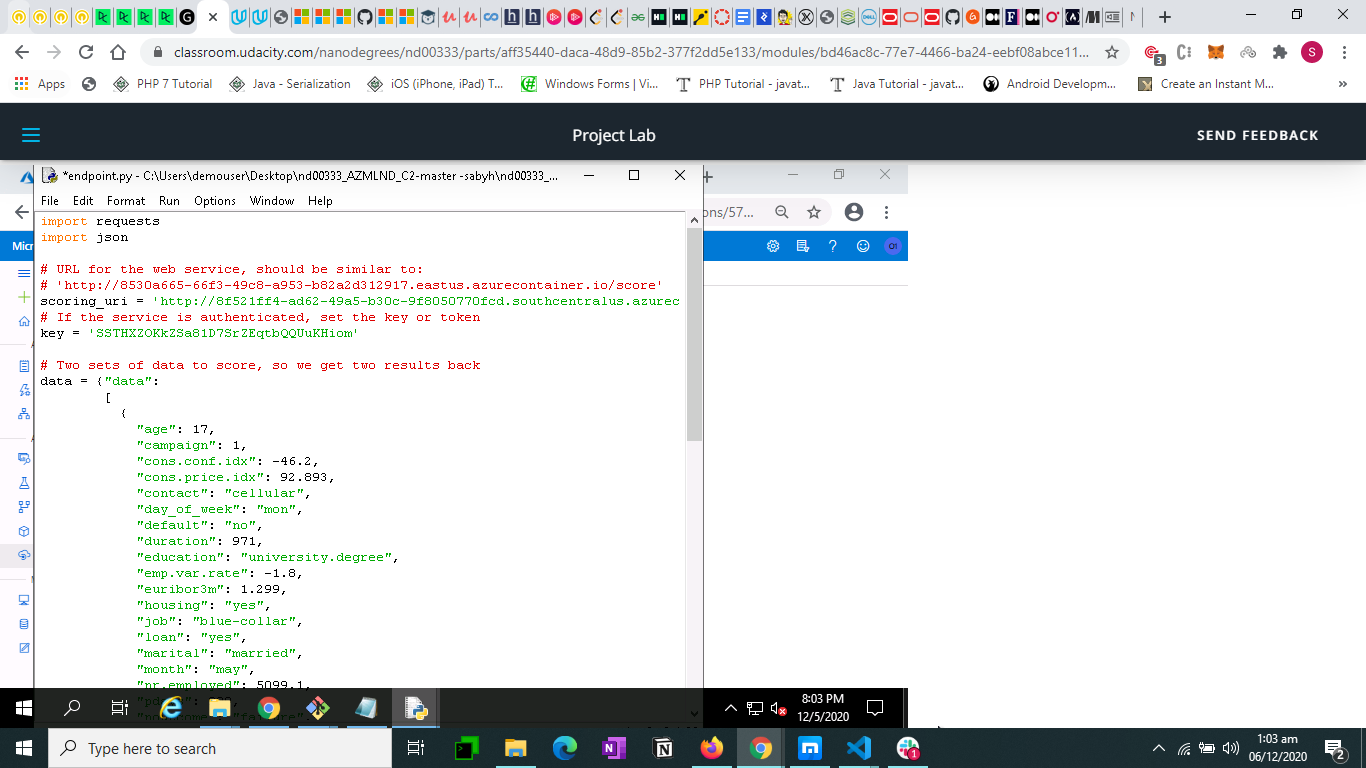 classroom.udacity.com/nanodegrees/nd00333/parts/aff35440-daca-48d9-85b2-377f2dd5e133/modules/bd46ac8c-77e7-4466-ba24-eebf08abce11...
3
S
Apps
PHP 7 Tutorial
Java - Serialization
iOS (iPhone, iPad) T...
Windows Forms | Vi...
PHP Tutorial - javat...
Java Tutorial - javat...
Android Developm...
Create an Instant M...
»
Project Lab
SEND FEEDBACK
*endpoint.py - C:\Users\demouser\Desktop\nd00333_AZMLND_C2-master -sabyh\nd00333_...
File Edit Format Run Options Window Help
ons/57...
Micr
import requests
import json
# URL for the web service, should be similar to:
# 'http://8530a665-66f3-49c8-a953-b82a2d312917.eastus.azurecontainer.io/score'
scoring_uri = 'http://8f521ff4-ad62-49a5-b30c-9f8050770fcd.southcentralus.azurec
# If the service is authenticated, set the key or token
key = 'SSTHXZOKkZSa81D7SrZEqtbQQUuKHiom'
# Two sets of data to score, so we get two results back
data = {"data":
[
{
"age": 17,
"campaign": 1,
"cons.conf.idx": -46.2,
"cons.price.idx": 92.893,
"contact": "cellular",
"day_of_week": "mon",
"default": "no",
"duration": 971,
"education": "university.degree",
"emp.var.rate": -1.8,
"euribor3m": 1.299,
"housing": "yes",
"job": "blue-collar",
"loan": "yes",
"marital": "married",
"month": "may",
"nr.employed": 5099.1,
8:03 PM
12/5/2020
Type here to search
1
1:03 am
06/12/2020
2